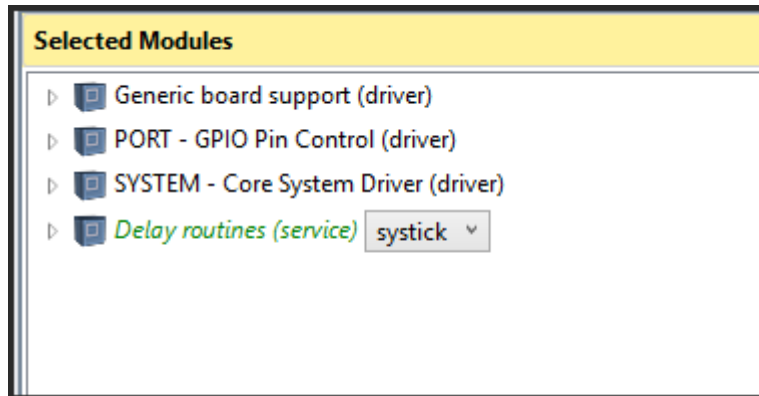 Selected Modules
Generic board support (driver)
PORT - GPIO Pin Control (driver)
SYSTEM - Core System Driver (driver)
Delay routines (service) systick